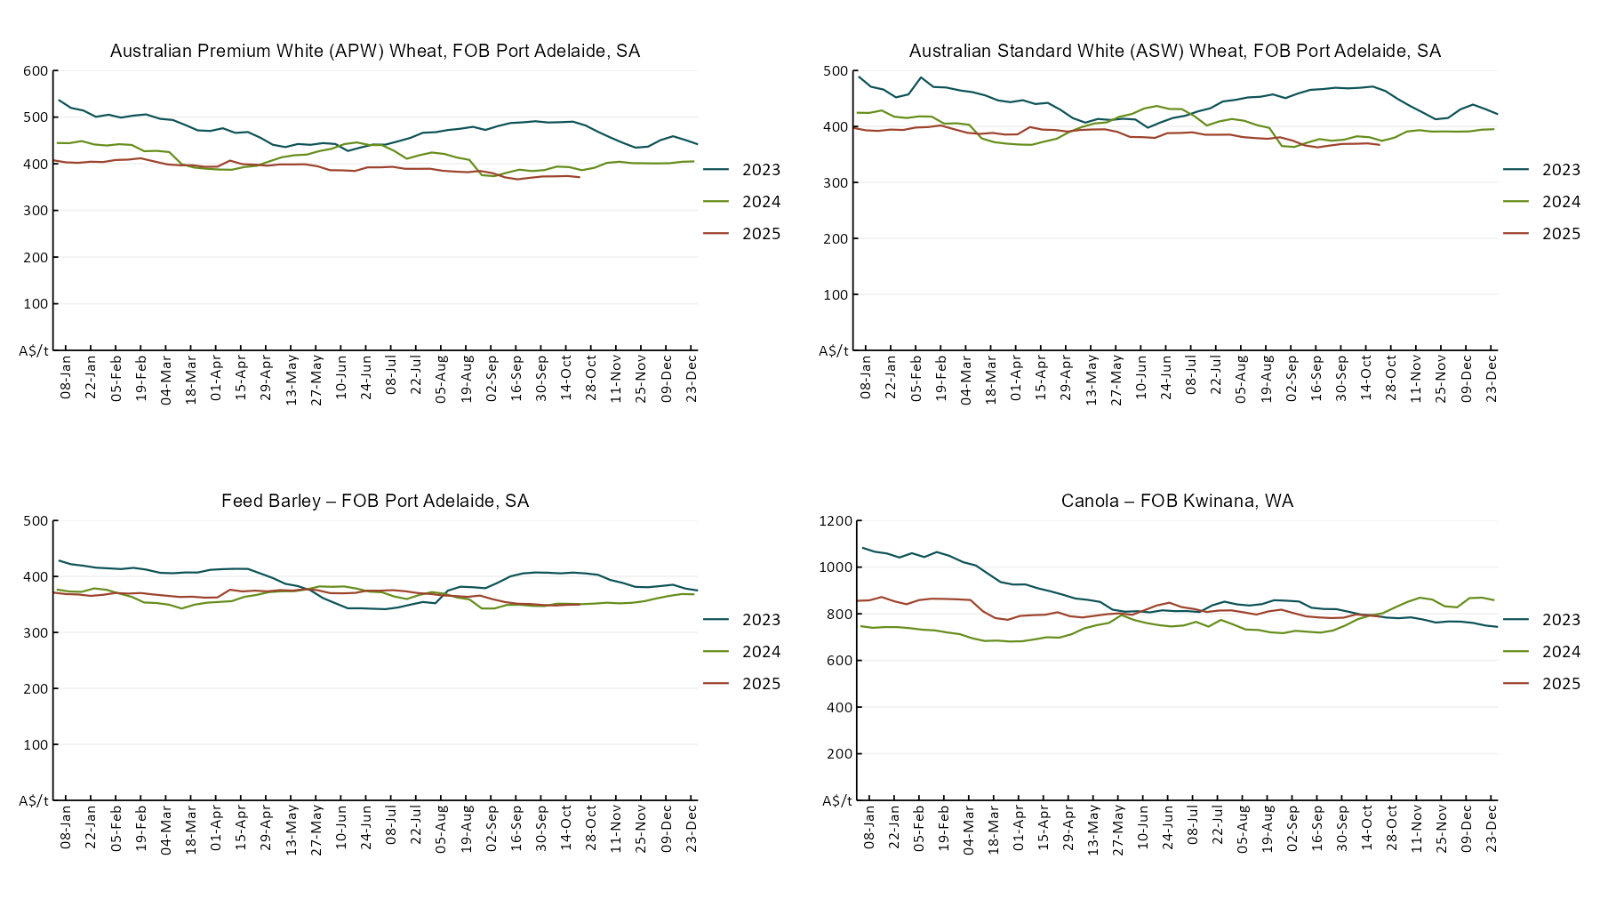 Australian Premium White (APW) Wheat, FOB Port Adelaide, SA
600
500
400
300
200
100
A$/t
08-Jan
22-Jan
05-Feb
19-Feb
04-Mar
18-Mar
01-Apr
15-Apr
29-Apr
13-May
27-May
10-Jun
24-Jun
08-Jul
22-Jul
05-Aug
19-Aug
02-Sep
16-Sep
30-Sep
14-Oct
28-Oct
11-Nov
25-Nov
09-Dec
23-Dec
2023
2024
2025
Australian Standard White (ASW) Wheat, FOB Port Adelaide, SA
500
400
300
200
100
A$/t
08-Jan
22-Jan
05-Feb
19-Feb
04-Mar
18-Mar
01-Apr
15-Apr
29-Apr
13-May
27-May
10-Jun
24-Jun
08-Jul
22-Jul
05-Aug
19-Aug
02-Sep
16-Sep
30-Sep
14-Oct
28-Oct
11-Nov
25-Nov
09-Dec
23-Dec
2023
2024
2025
Feed Barley – FOB Port Adelaide, SA
500
400
300
200
100
A$/t
08-Jan
22-Jan
05-Feb
19-Feb
04-Mar
18-Mar
01-Apr
15-Apr
29-Apr
13-May
27-May
10-Jun
24-Jun
08-Jul
22-Jul
05-Aug
19-Aug
02-Sep
16-Sep
30-Sep
14-Oct
28-Oct
11-Nov
25-Nov
09-Dec
23-Dec
2023
2024
2025
Canola – FOB Kwinana, WA
1200
1000
800
600
400
200
A$/t
08-Jan
22-Jan
05-Feb
19-Feb
04-Mar
18-Mar
01-Apr
15-Apr
29-Apr
13-May
27-May
10-Jun
24-Jun
08-Jul
22-Jul
05-Aug
19-Aug
02-Sep
16-Sep
30-Sep
14-Oct
28-Oct
11-Nov
25-Nov
09-Dec
23-Dec
2023
2024
2025